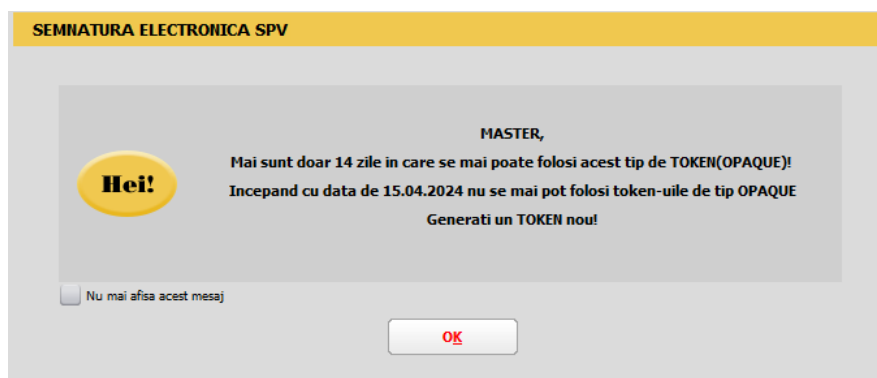 SEMNATURA ELECTRONICA SPV
MASTER,
Mai sunt doar 14 zile in care se mai poate folosi acest tip de TOKEN(OPAQUE)!
Hei!
Incepand cu data de 15.04.2024 nu se mai pot folosi token-uile de tip OPAQUE
Generati un TOKEN nou!
Nu mai afisa acest mesaj
OK